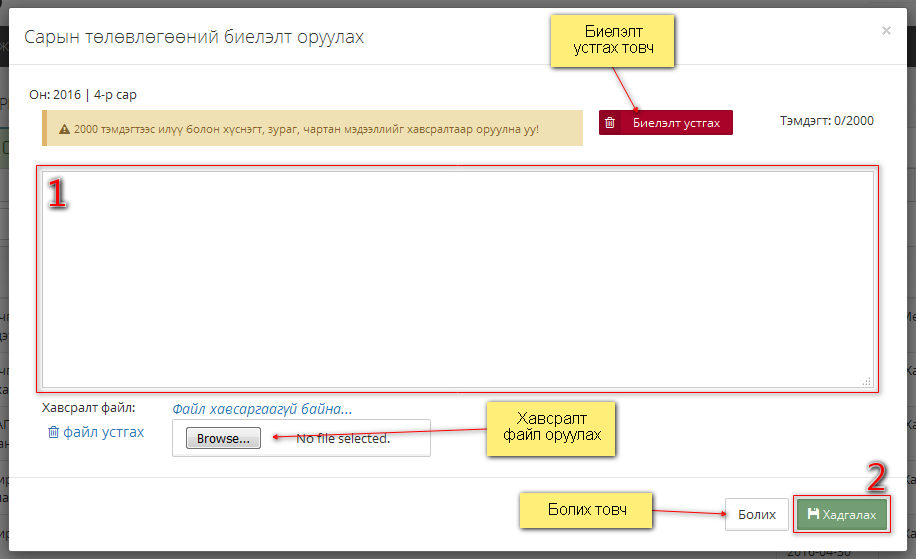 Биелэлт
устгах товч
Сарын төлөвлөгөөний биелэлт оруулах
×
Он: 2016 | 4-р сар
2000 тэмдэгтээс илүү болон хүснэгт, зураг, чартан мэдээллийг хавсралтаар оруулна уу!
Биелэлт устгах
Тэмдэгт: 0/2000
1
Хавсралт файл:
Файл хавсаргаагүй байна...
файл устгах
Browse...
No file selected.
Хавсралт
файл оруулах
2
Болих товч
Болих
Хадгалах
2016-04-30